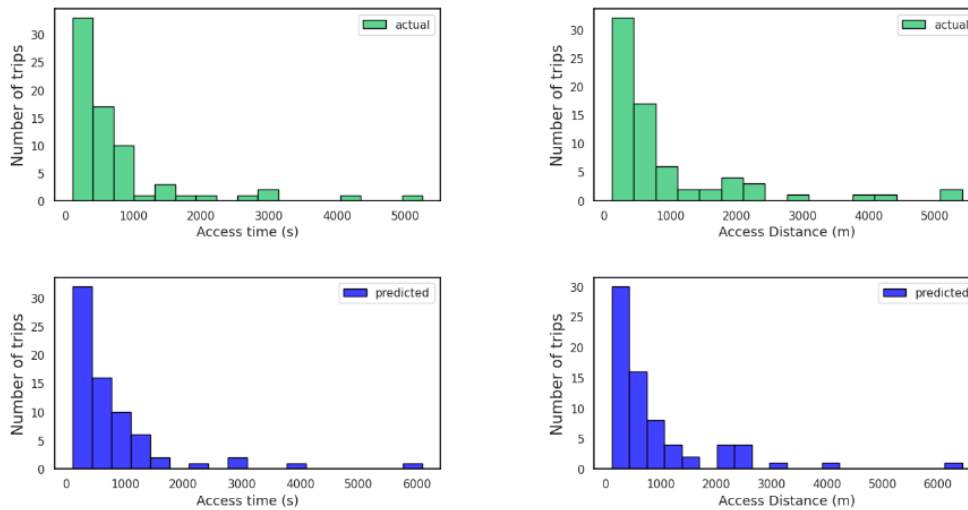 actual
Number of trips
30
25
20
15
10
5
0
0 1000 2000 3000 4000 5000
Access time (s)
actual
Number of trips
30
25
20
15
10
5
0
0 1000 2000 3000 4000 5000
Access Distance (m)
predicted
Number of trips
30
25
20
15
10
5
0
0 1000 2000 3000 4000 5000 6000
Access time (s)
predicted
Number of trips
30
25
20
15
10
5
0
0 1000 2000 3000 4000 5000 6000
Access Distance (m)